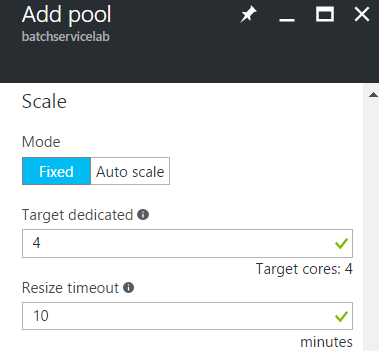 Add pool
batchservicelab
Scale
Mode
Fixed Auto scale
Target dedicated
4
Target cores: 4
Resize timeout
10
minutes